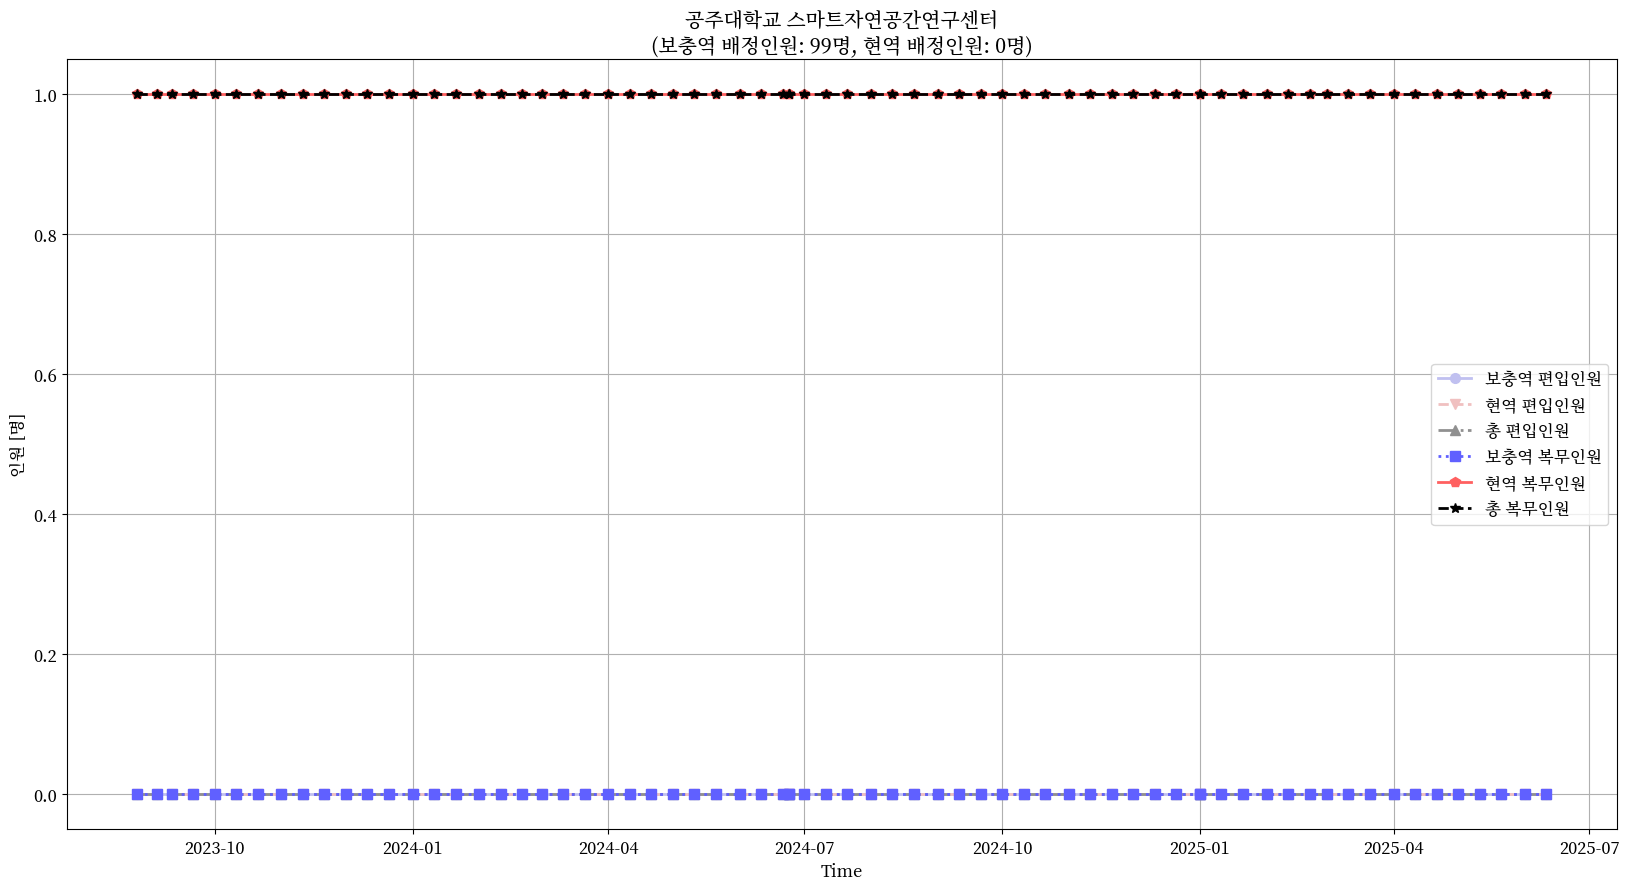 공주대학교 스마트자연공간연구센터
(보충역 배정인원: 99명, 현역 배정인원: 0명)
인원 [명]
1.0
0.8
0.6
0.4
0.2
0.0
보충역 편입인원
현역 편입인원
총 편입인원
보충역 복무인원
현역 복무인원
총 복무인원
2023-10
2024-01
2024-04
2024-07
2024-10
2025-01
2025-04
2025-07
Time